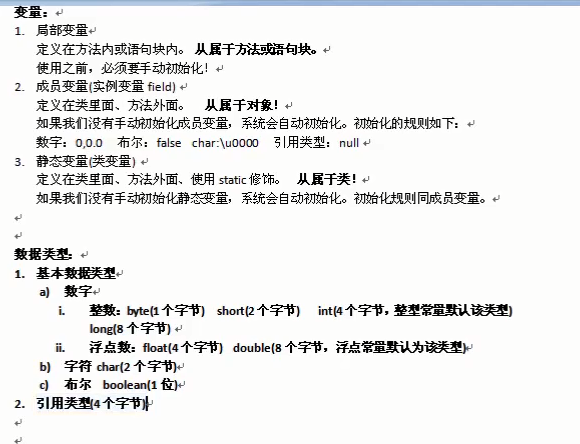 变量：
1. 局部变量
定义在方法内或语句块内。 从属于方法或语句块。
使用之前，必须要手动初始化！
2. 成员变量(实例变量 field)
定义在类里面、方法外面。 从属于对象！
如果我们没有手动初始化成员变量，系统会自动初始化。初始化的规则如下：
数字：0,0.0 布尔：false char:\u0000 引用类型：null
3. 静态变量(类变量)
定义在类里面、方法外面、使用 static 修饰。 从属于类！
如果我们没有手动初始化静态变量，系统会自动初始化。初始化规则同成员变量。
数据类型：
1. 基本数据类型
a) 数字
i. 整数：byte(1 个字节) short(2 个字节) int(4 个字节，整型常量默认该类型)
long(8 个字节)
ii. 浮点数：float(4 个字节) double(8 个字节，浮点常量默认为该类型)
b) 字符 char(2 个字节)
c) 布尔 boolean(1 位)
2. 引用类型(4 个字节)